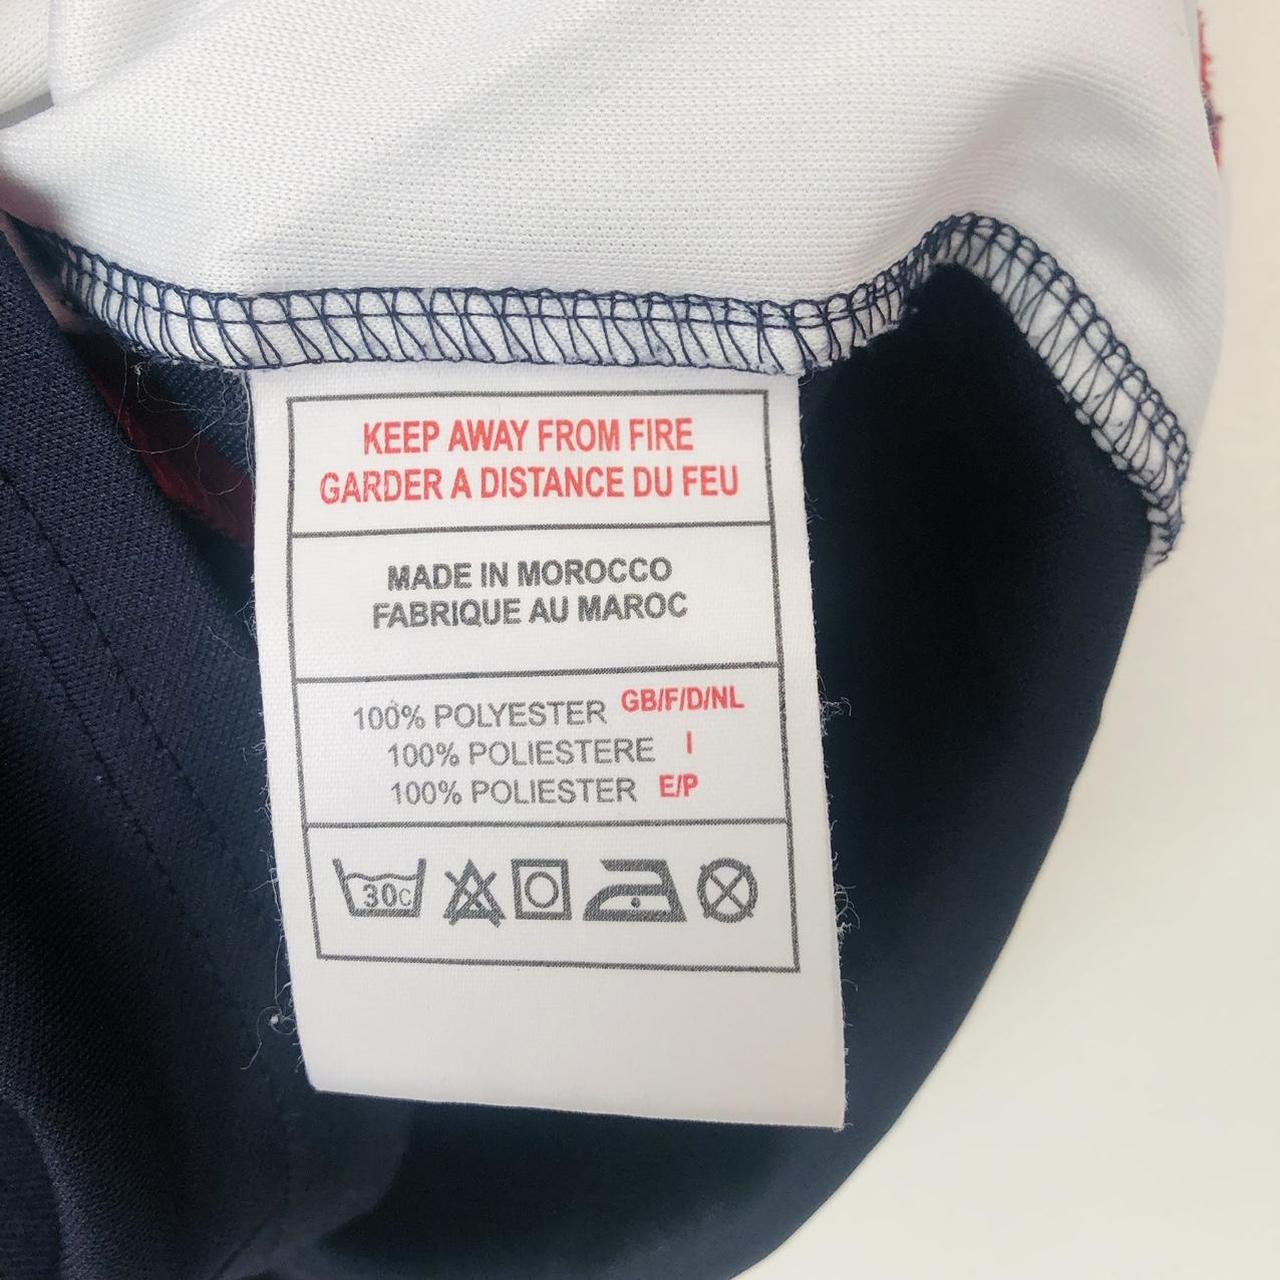 KEEP AWAY FROM FIRE
GARDER A DISTANCE DU FEU
MADE IN MOROCCO
FABRIQUE AU MAROC
100% POLYESTER GB/F/D/NL
100% POLIESTERE I
100% POLIESTER E/P
30c